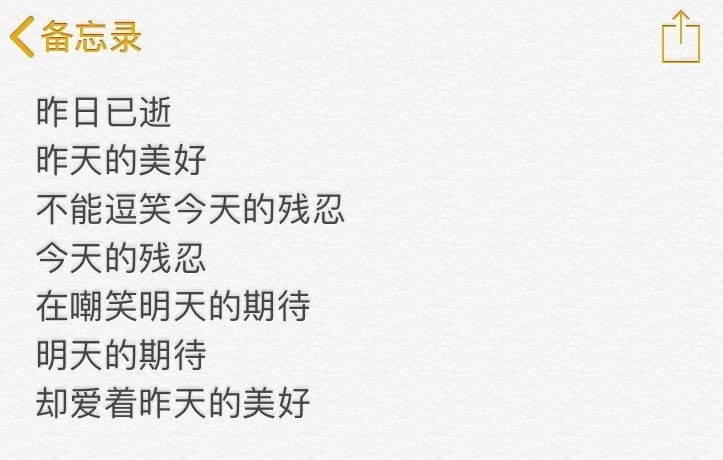 备忘录
昨日已逝
昨天的美好
不能逗笑今天的残忍
今天的残忍
在嘲笑明天的期待
明天的期待
却爱着昨天的美好